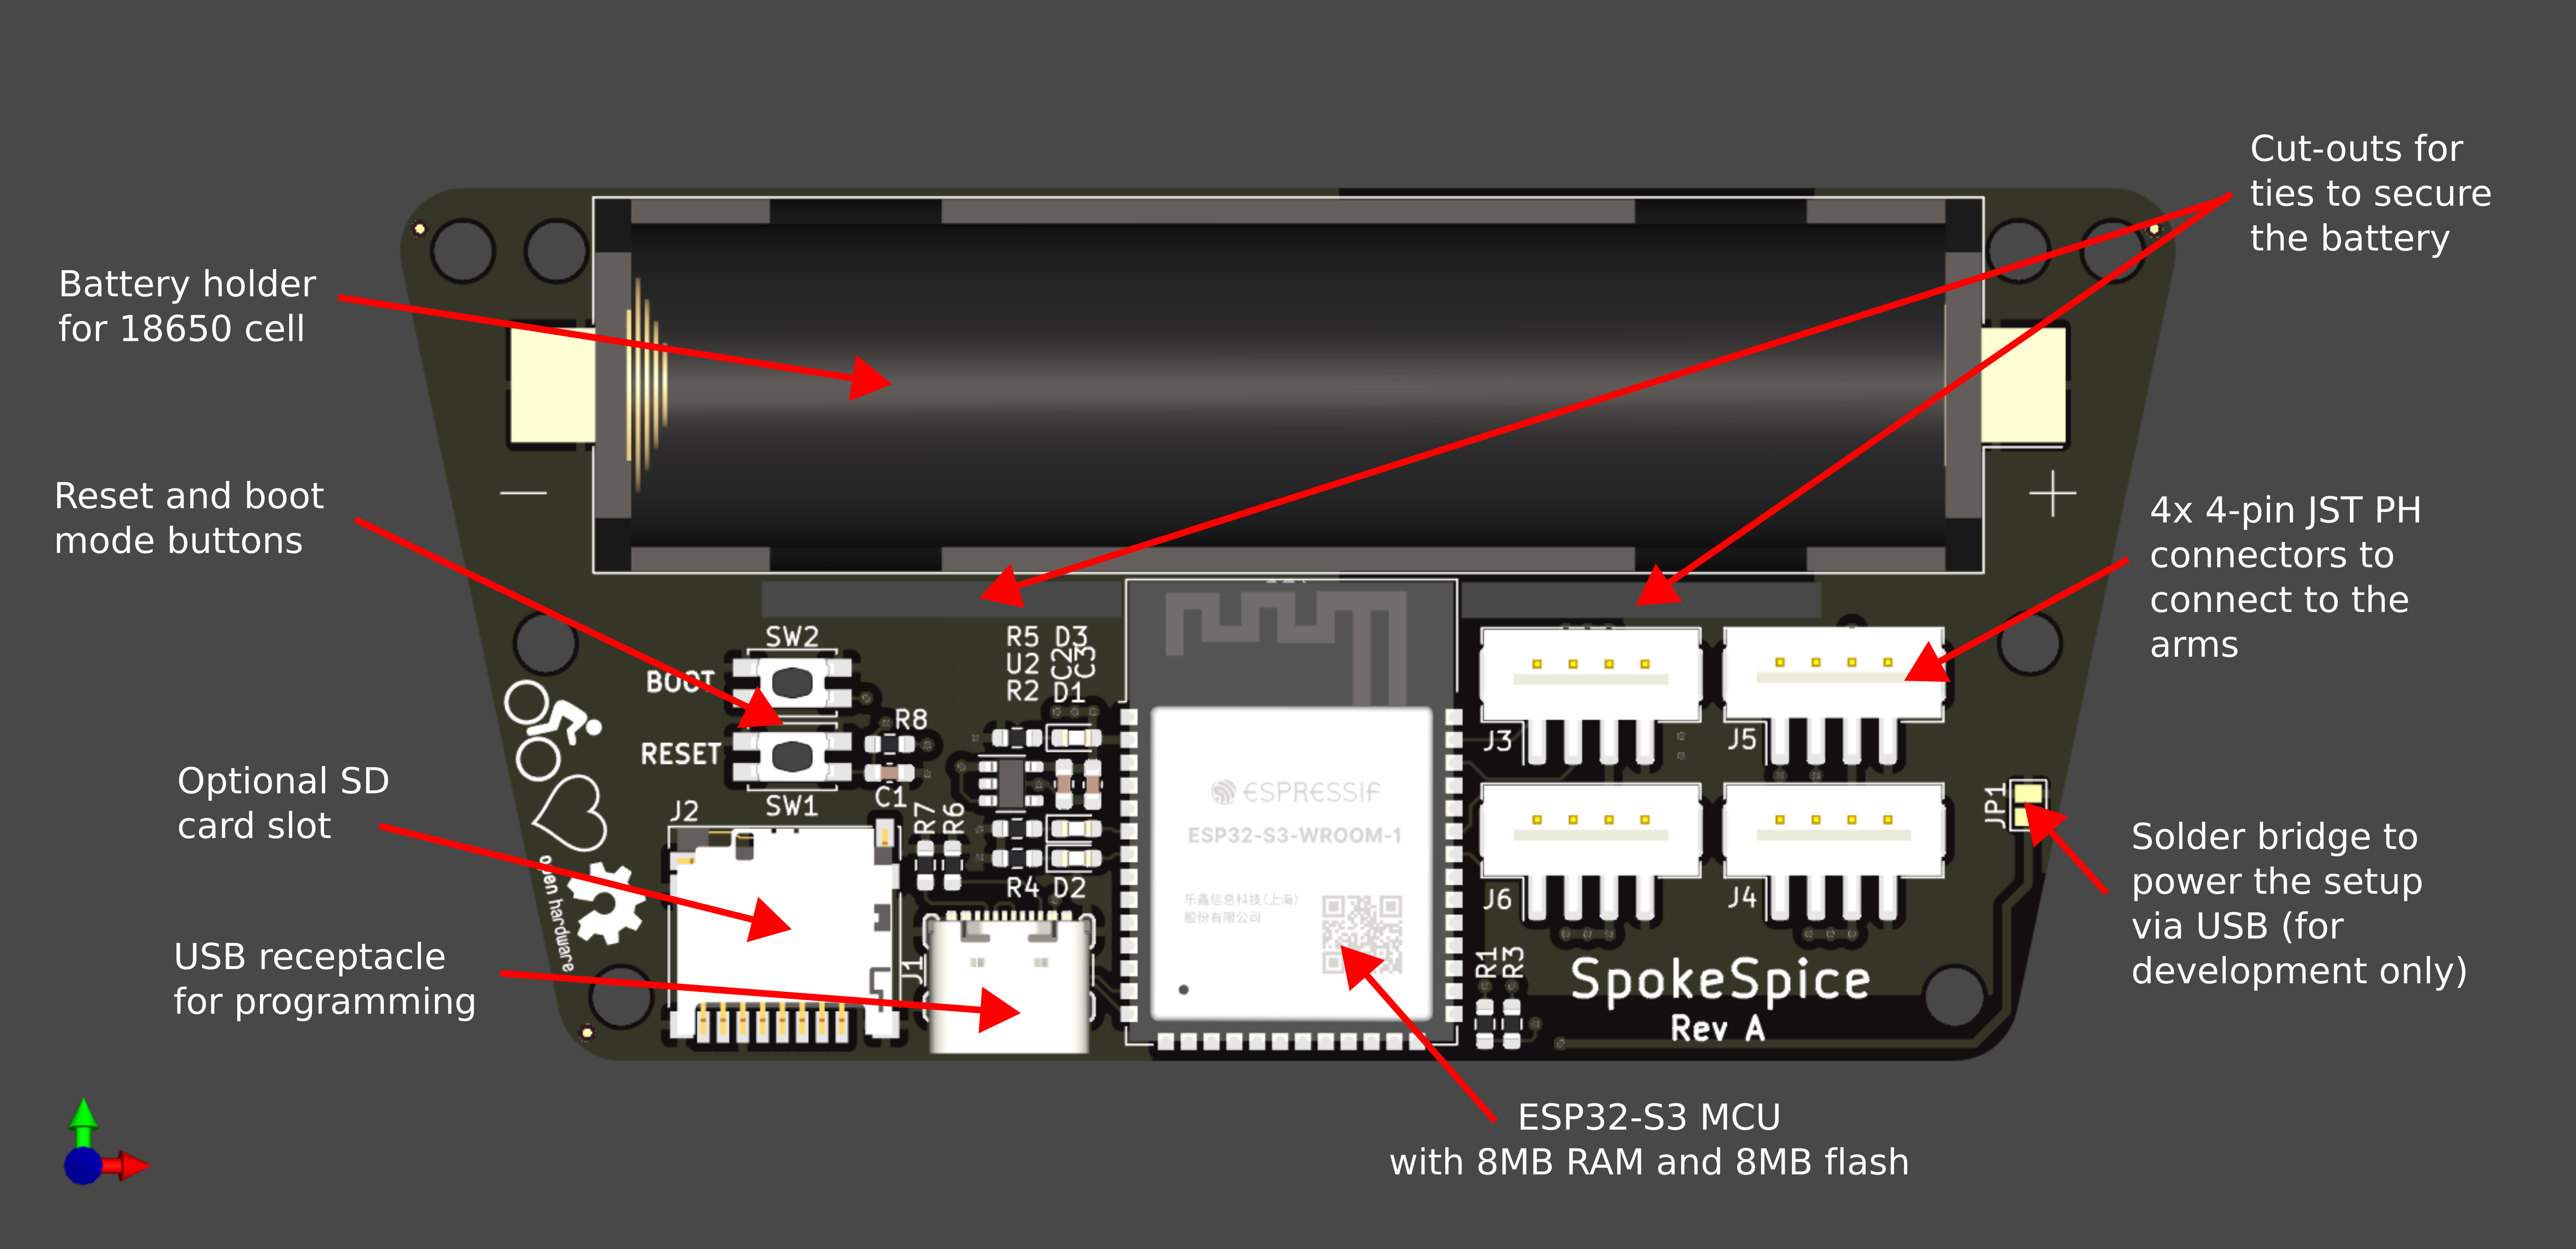 Cut-outs for
ties to secure
the battery
Battery holder
for 18650 cell
Reset and boot
mode buttons
4x 4-pin JST PH
connectors to
connect to the
arms
Optional SD
card slot
USB receptacle
for programming
Solder bridge to
power the setup
via USB (for
development only)
ESP32-S3 MCU
with 8MB RAM and 8MB flash
SW2
BOOT
RESET
SW1
R8
C1
R5 D3
U2 C2 C3
R2 D1
R7 R6
R4 D2
J2
J1
open hardware
ESPRESSIF
ESP32-S3-WROOM-1
乐鑫信息科技(上海)
股份有限公司
J3
J5
J6
J4
JP1
R1 R3
SpokeSpice
Rev A